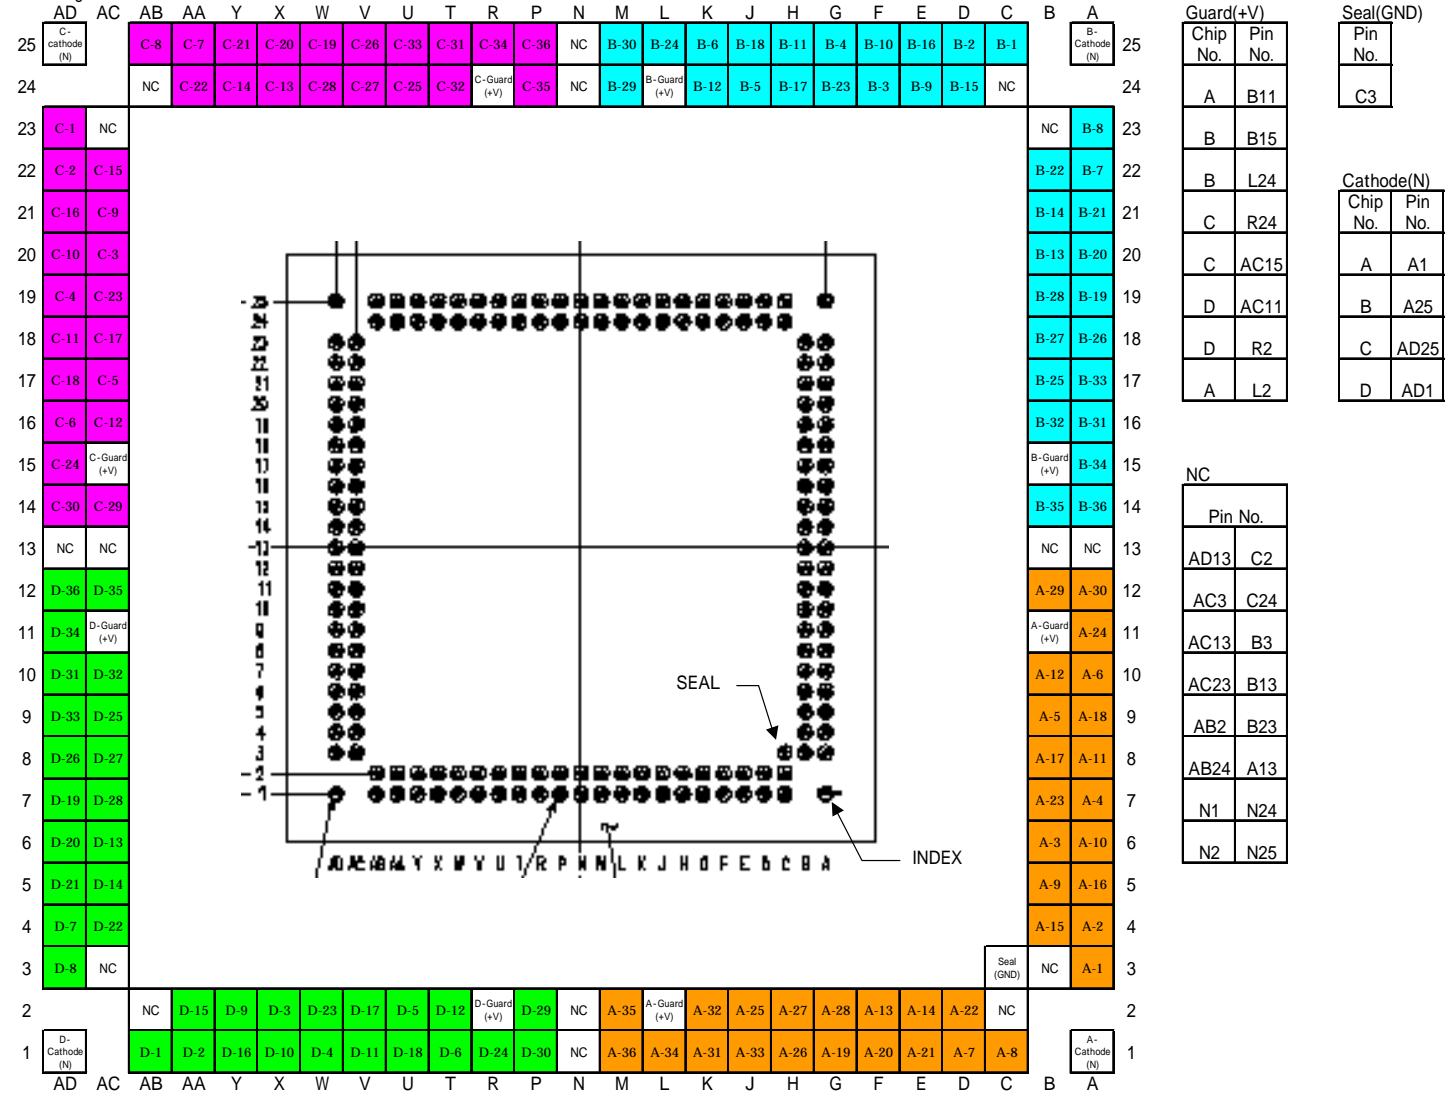 AD AC AB AA Y X W V U T R P N M L K J H G F E D C B A
25 C-cathode (N) C-8 C-7 C-21 C-20 C-19 C-26 C-33 C-31 C-34 C-36 NC B-30 B-24 B-6 B-18 B-11 B-4 B-10 B-16 B-2 B-1 B-Cathode (N) 25
24 NC C-22 C-14 C-13 C-28 C-27 C-25 C-32 C-Guard (+V) C-35 NC B-29 B-Guard (+V) B-12 B-5 B-17 B-23 B-3 B-9 B-15 NC 24
23 C-1 NC NC B-8 23
22 C-2 C-15 B-22 B-7 22
21 C-16 C-9 B-14 B-21 21
20 C-10 C-3 B-13 B-20 20
19 C-4 C-23 B-28 B-19 19
18 C-11 C-17 B-27 B-26 18
17 C-18 C-5 B-25 B-33 17
16 C-6 C-12 B-32 B-31 16
15 C-24 C-Guard (+V) B-Guard (+V) B-34 15
14 C-30 C-29 B-35 B-36 14
13 NC NC NC NC 13
12 D-36 D-35 A-29 A-30 12
11 D-34 D-Guard (+V) A-Guard (+V) A-24 11
10 D-31 D-32 A-12 A-6 10
9 D-33 D-25 A-5 A-18 9
8 D-26 D-27 A-17 A-11 8
7 D-19 D-28 A-23 A-4 7
6 D-20 D-13 A-3 A-10 6
5 D-21 D-14 A-9 A-16 5
4 D-7 D-22 A-15 A-2 4
3 D-8 NC Seal (GND) NC A-1 3
2 NC D-15 D-9 D-3 D-23 D-17 D-5 D-12 D-Guard (+V) D-29 NC A-35 A-Guard (+V) A-32 A-25 A-27 A-28 A-13 A-14 A-22 NC 2
1 D-Cathode (N) D-1 D-2 D-16 D-10 D-4 D-11 D-18 D-6 D-24 D-30 NC A-36 A-34 A-31 A-33 A-26 A-19 A-20 A-21 A-7 A-8 A-Cathode (N) 1
AD AC AB AA Y X W V U T R P N M L K J H G F E D C B A
SEAL
INDEX
Guard(+V)
Chip No. Pin No.
A B11
B B15
B L24
C R24
C AC15
D AC11
D R2
A L2
Seal(GND)
Pin No.
C3
Cathode(N)
Chip No. Pin No.
A A1
B A25
C AD25
D AD1
NC
Pin No.
AD13 C2
AC3 C24
AC13 B3
AC23 B13
AB2 B23
AB24 A13
N1 N24
N2 N25